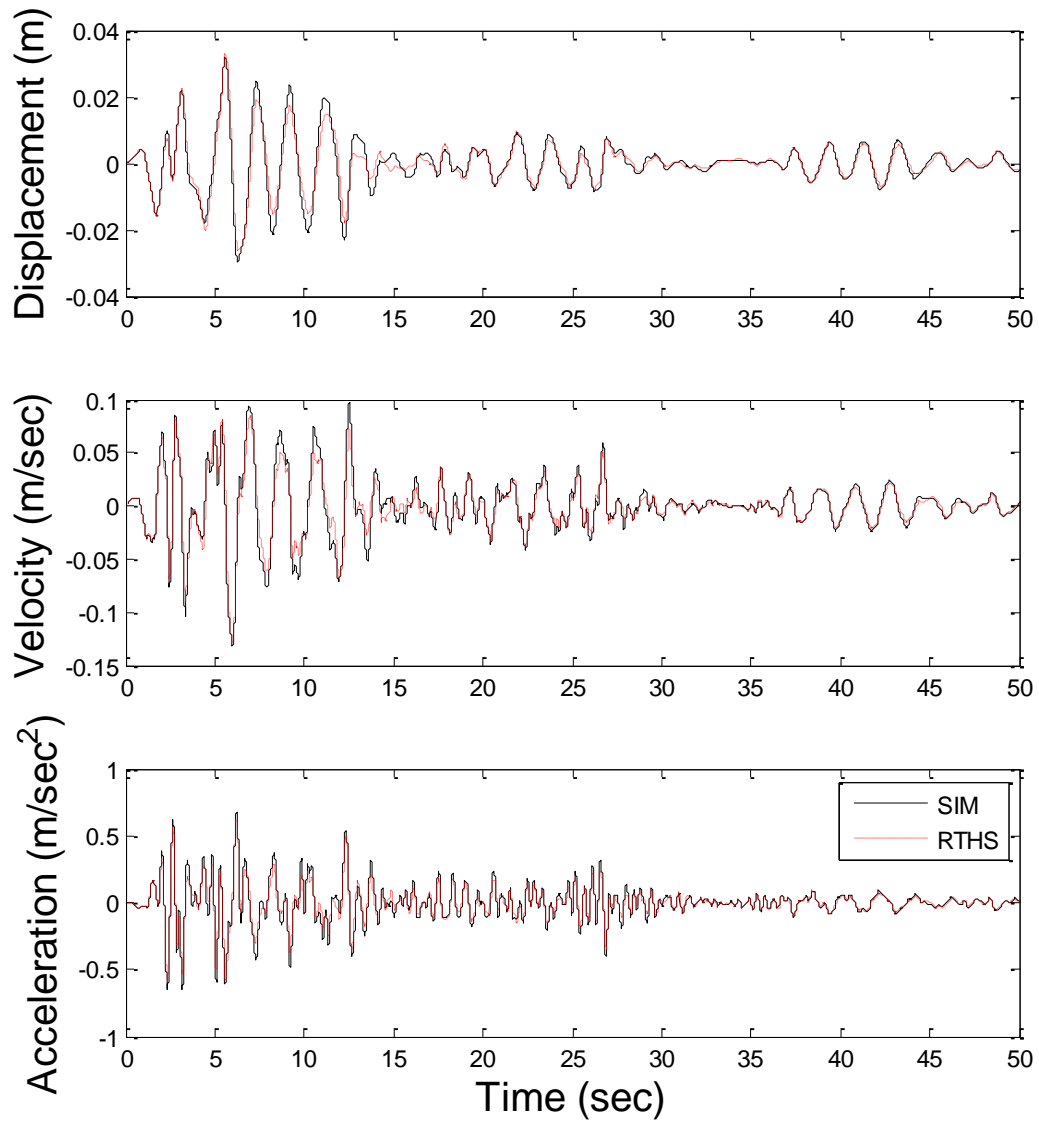 Displacement (m)
0.04
0.02
0
-0.02
-0.04
0 5 10 15 20 25 30 35 40 45 50
Velocity (m/sec)
0.1
0.05
0
-0.05
-0.1
-0.15
0 5 10 15 20 25 30 35 40 45 50
Acceleration (m/sec²)
1
0.5
0
-0.5
-1
0 5 10 15 20 25 30 35 40 45 50
SIM
RTHS
Time (sec)